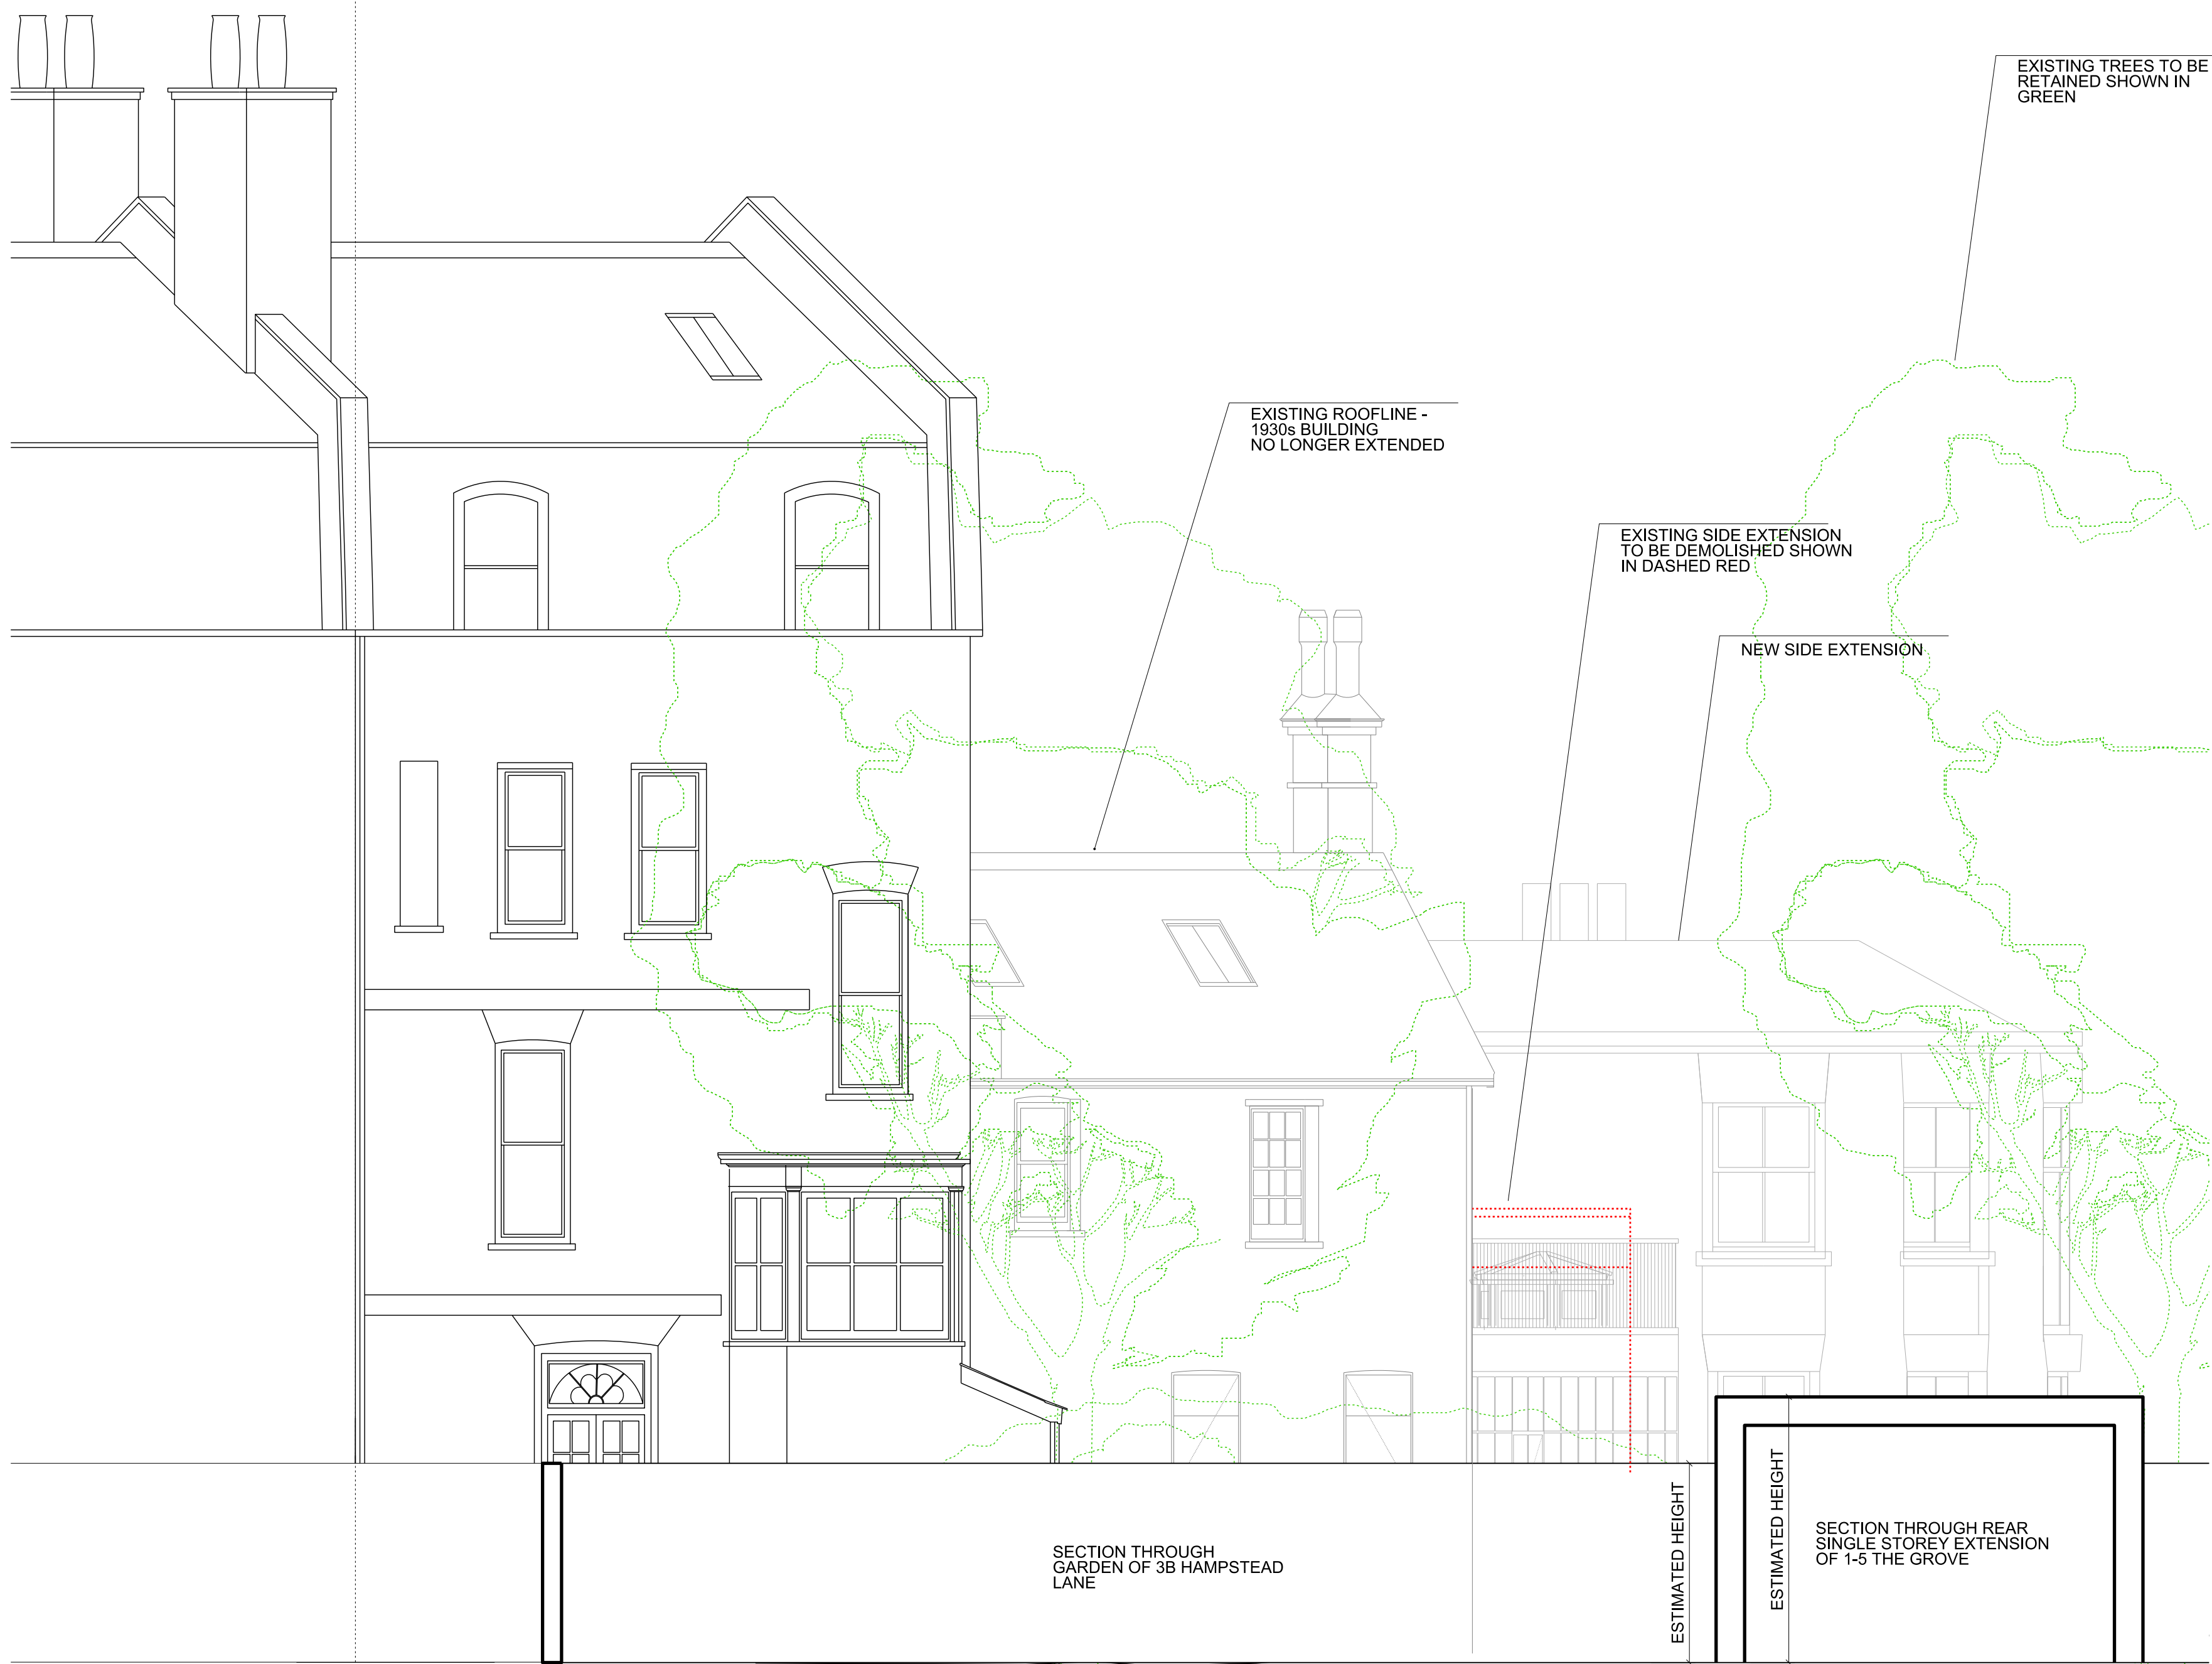 EXISTING TREES TO BE
RETAINED SHOWN IN
GREEN
EXISTING ROOFLINE -
1930s BUILDING
NO LONGER EXTENDED
EXISTING SIDE EXTENSION
TO BE DEMOLISHED SHOWN
IN DASHED RED
NEW SIDE EXTENSION
SECTION THROUGH
GARDEN OF 3B HAMPSTEAD
LANE
ESTIMATED HEIGHT
ESTIMATED HEIGHT
SECTION THROUGH REAR
SINGLE STOREY EXTENSION
OF 1-5 THE GROVE